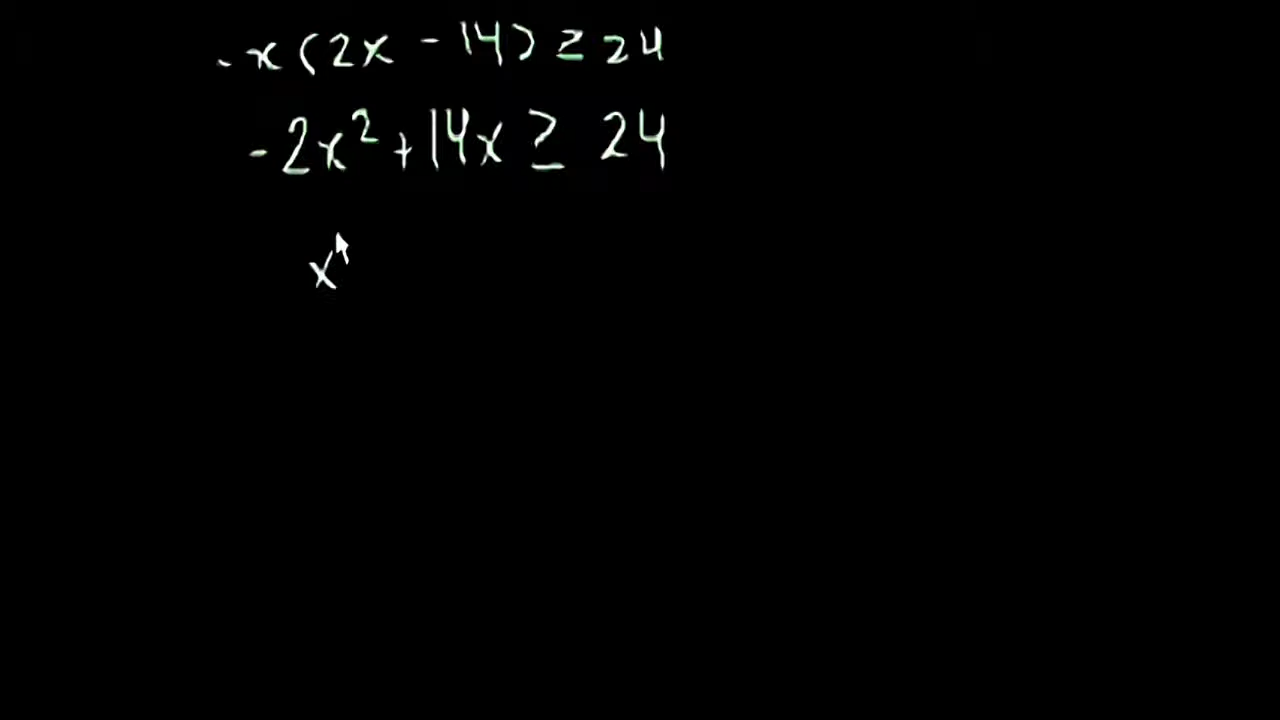 -x(2x - 14) ≥ 24
-2x² + 14x ≥ 24
x